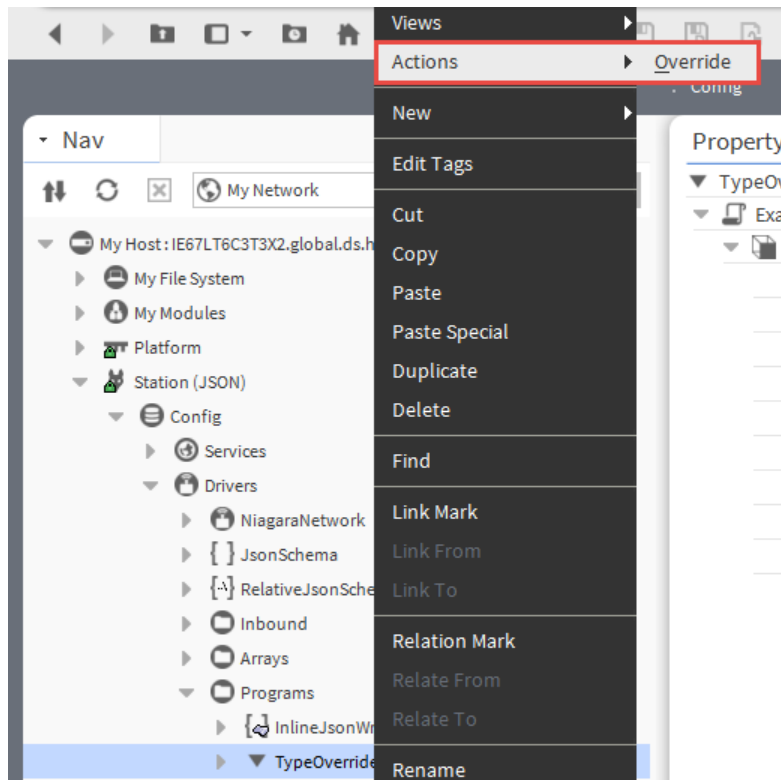 Views
Actions
Override
Config
New
Nav
Property
Edit Tags
My Network
TypeOv
Cut
Exa
My Host : IE67LT6C3T3X2.global.ds.h
Copy
My File System
Paste
My Modules
Paste Special
Platform
Duplicate
Station (JSON)
Delete
Config
Services
Find
Drivers
NiagaraNetwork
Link Mark
{ } JsonSchema
Link From
RelativeJsonSche
Link To
Inbound
Relation Mark
Arrays
Relate From
Programs
Relate To
InlineJsonWr
TypeOverride
Rename